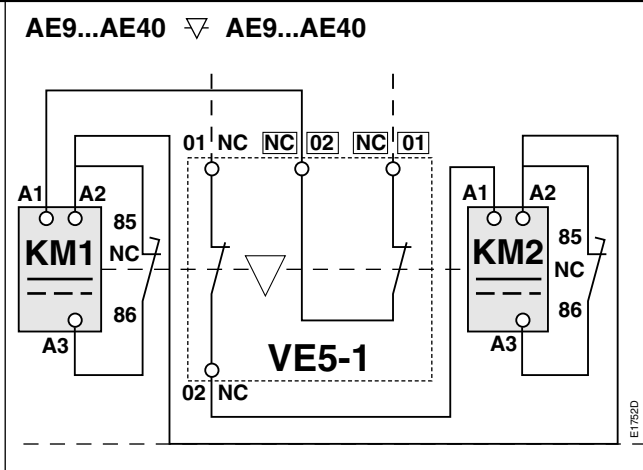 AE9...AE40 AE9...AE40
01 NC NC 02 NC 01
A1 A2 A1 A2
85 85
KM1 NC KM2 NC
86 86
A3 A3
VE5-1
02 NC
E1752D